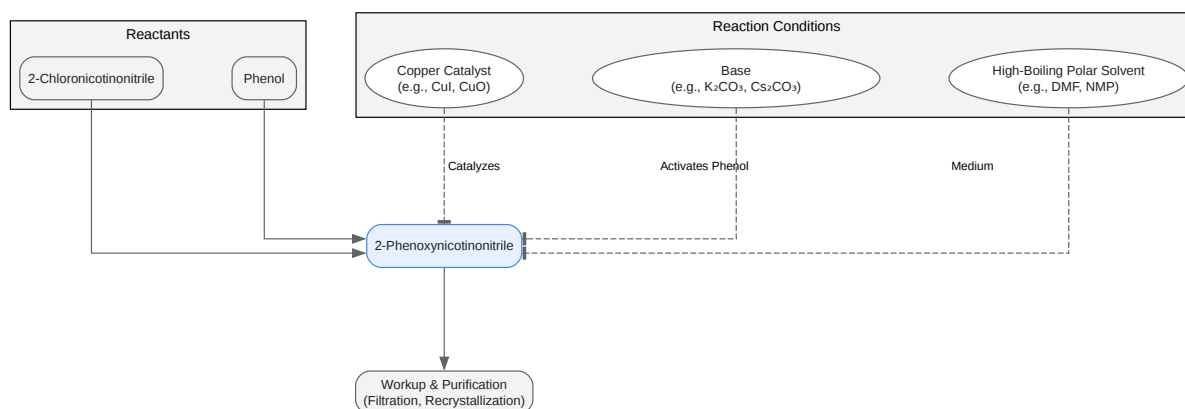 Reactants
Reaction Conditions
2-Chloronicotinonitrile
Phenol
Copper Catalyst
(e.g., CuI, CuO)
Base
(e.g., K₂CO₃, Cs₂CO₃)
High-Boiling Polar Solvent
(e.g., DMF, NMP)
Catalyzes
Activates Phenol
Medium
2-Phenoxynicotinonitrile
Workup & Purification
(Filtration, Recrystallization)